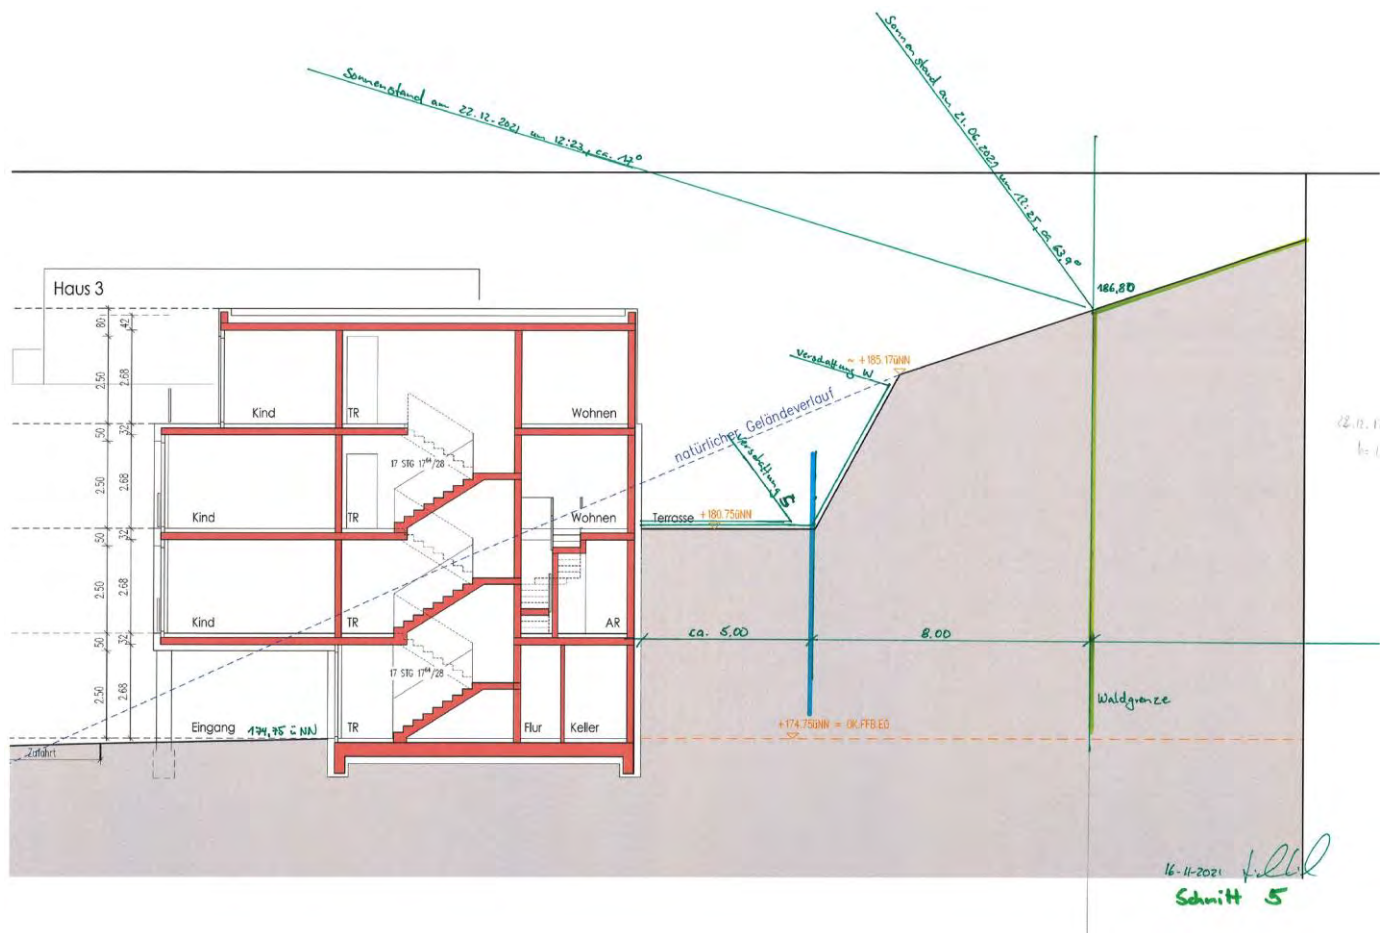 Sonnenstand am 22.12.2021 um 12:23, ca. 17°
Sonnenstand am 21.06.2021 um 12:25, ca 63,9°
Haus 3
186,80
~ +185.17üNN
Verschattung W
natürlicher Geländeverlauf
Verschattung S
80
42
2.50
2.68
50
32
2.50
2.68
50
32
2.50
2.68
50
32
2.50
2.68
Kind
TR
Wohnen
17 STG 17⁶⁴/28
Kind
TR
Wohnen
Terrasse
+180.75üNN
Kind
TR
AR
ca. 5,00
8.00
17 STG 17⁶⁴/28
Waldgrenze
Eingang
174,75 ü NN
TR
Flur
Keller
+174.75üNN = OK.FFB.EG
Zufahrt
16-11-2021
Schnitt 5